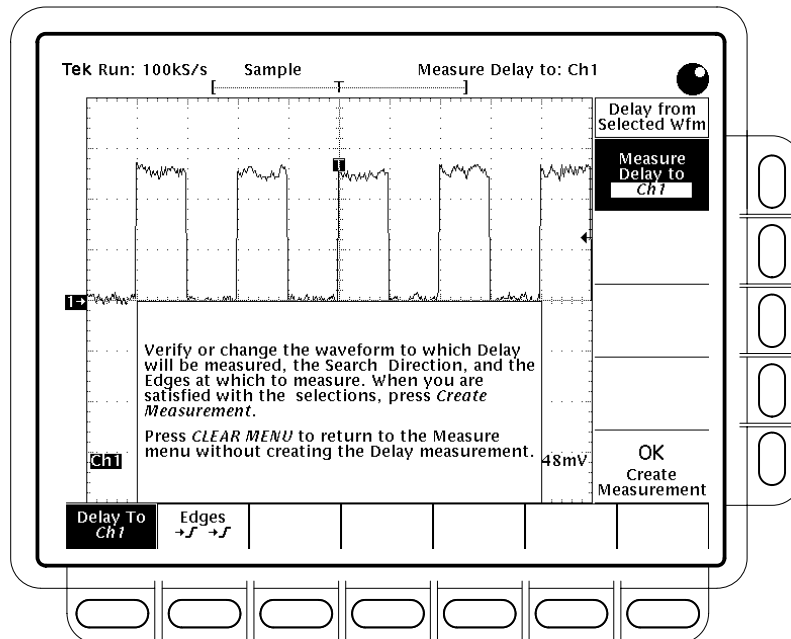 Tek Run: 100kS/s Sample Measure Delay to: Ch1
[ T ]
Delay from
Selected Wfm
Measure
Delay to
Ch1
T
1→
Verify or change the waveform to which Delay
will be measured, the Search Direction, and the
Edges at which to measure. When you are
satisfied with the selections, press Create
Measurement.
Press CLEAR MENU to return to the Measure
menu without creating the Delay measurement.
Ch1
48mV
OK
Create
Measurement
Delay To
Ch1
Edges